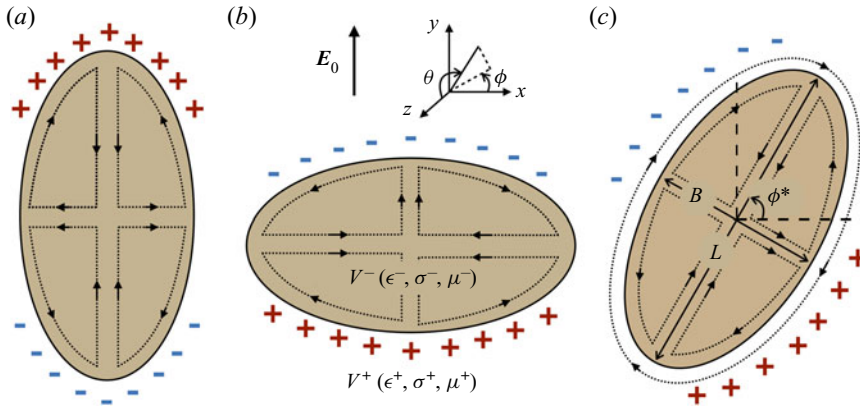 (a)
(b)
(c)
E₀
y
θ
ϕ
x
z
ϕ*
B
L
V⁻ (ϵ⁻, σ⁻, μ⁻)
V⁺ (ϵ⁺, σ⁺, μ⁺)